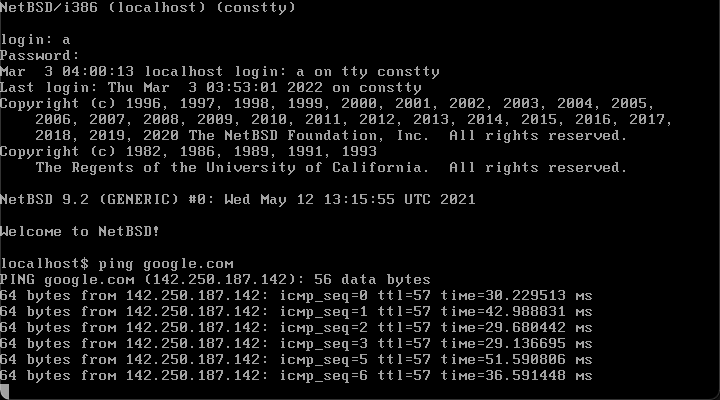 NetBSD/i386 (localhost) (constty)
login: a
Password:
Mar  3 04:00:13 localhost login: a on tty constty
Last login: Thu Mar  3 03:53:01 2022 on constty
Copyright (c) 1996, 1997, 1998, 1999, 2000, 2001, 2002, 2003, 2004, 2005,
    2006, 2007, 2008, 2009, 2010, 2011, 2012, 2013, 2014, 2015, 2016, 2017,
    2018, 2019, 2020 The NetBSD Foundation, Inc.  All rights reserved.
Copyright (c) 1982, 1986, 1989, 1991, 1993
    The Regents of the University of California.  All rights reserved.
NetBSD 9.2 (GENERIC) #0: Wed May 12 13:15:55 UTC 2021
Welcome to NetBSD!
localhost$ ping google.com
PING google.com (142.250.187.142): 56 data bytes
64 bytes from 142.250.187.142: icmp_seq=0 ttl=57 time=30.229513 ms
64 bytes from 142.250.187.142: icmp_seq=1 ttl=57 time=42.988831 ms
64 bytes from 142.250.187.142: icmp_seq=2 ttl=57 time=29.680442 ms
64 bytes from 142.250.187.142: icmp_seq=3 ttl=57 time=29.136695 ms
64 bytes from 142.250.187.142: icmp_seq=5 ttl=57 time=51.590806 ms
64 bytes from 142.250.187.142: icmp_seq=6 ttl=57 time=36.591448 ms